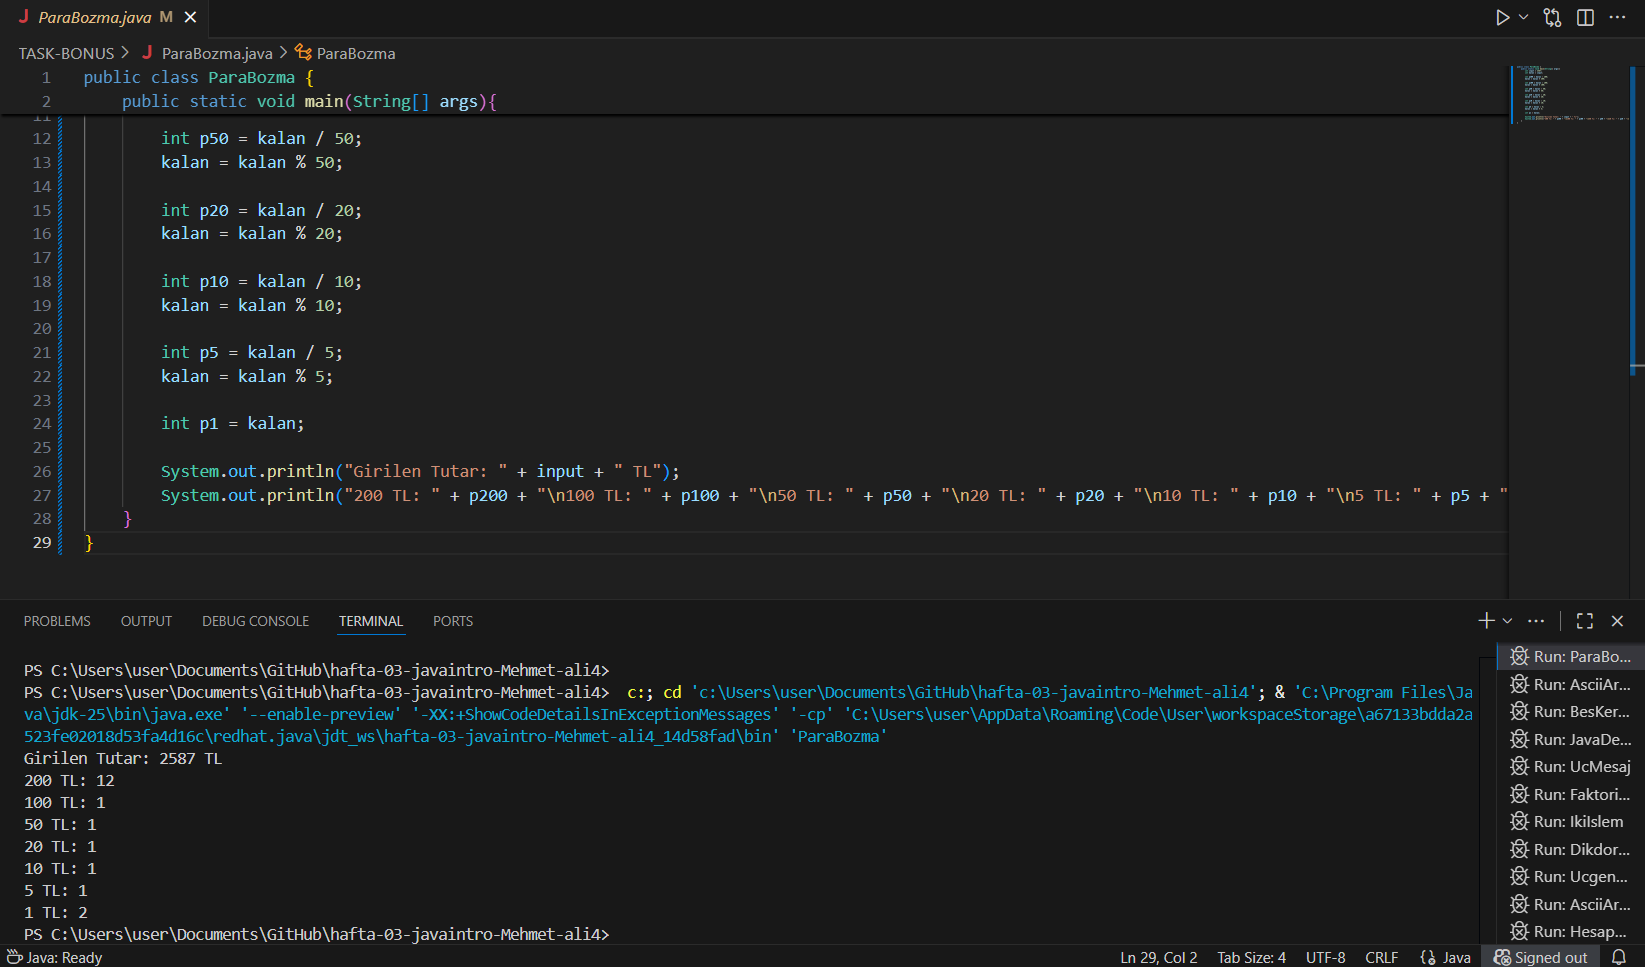 J ParaBozma.java M
TASK-BONUS > J ParaBozma.java > ParaBozma
1 public class ParaBozma {
2 public static void main(String[] args){
11
12 int p50 = kalan / 50;
13 kalan = kalan % 50;
14
15 int p20 = kalan / 20;
16 kalan = kalan % 20;
17
18 int p10 = kalan / 10;
19 kalan = kalan % 10;
20
21 int p5 = kalan / 5;
22 kalan = kalan % 5;
23
24 int p1 = kalan;
25
26 System.out.println("Girilen Tutar: " + input + " TL");
27 System.out.println("200 TL: " + p200 + "\n100 TL: " + p100 + "\n50 TL: " + p50 + "\n20 TL: " + p20 + "\n10 TL: " + p10 + "\n5 TL: " + p5 + "
28 }
29 }
PROBLEMS OUTPUT DEBUG CONSOLE TERMINAL PORTS
PS C:\Users\user\Documents\GitHub\hafta-03-javaintro-Mehmet-ali4>
PS C:\Users\user\Documents\GitHub\hafta-03-javaintro-Mehmet-ali4> c:; cd 'c:\Users\user\Documents\GitHub\hafta-03-javaintro-Mehmet-ali4'; & 'C:\Program Files\Ja
va\jdk-25\bin\java.exe' '--enable-preview' '-XX:+ShowCodeDetailsInExceptionMessages' '-cp' 'C:\Users\user\AppData\Roaming\Code\User\workspaceStorage\a67133bdda2a
523fe02018d53fa4d16c\redhat.java\jdt_ws\hafta-03-javaintro-Mehmet-ali4_14d58fad\bin' 'ParaBozma'
Girilen Tutar: 2587 TL
200 TL: 12
100 TL: 1
50 TL: 1
20 TL: 1
10 TL: 1
5 TL: 1
1 TL: 2
PS C:\Users\user\Documents\GitHub\hafta-03-javaintro-Mehmet-ali4>
Run: ParaBo...
Run: AsciiAr...
Run: BesKer...
Run: JavaDe...
Run: UcMesaj
Run: Faktori...
Run: IkiIslem
Run: Dikdor...
Run: Ucgen...
Run: AsciiAr...
Run: Hesap...
Java: Ready Ln 29, Col 2 Tab Size: 4 UTF-8 CRLF {} Java Signed out